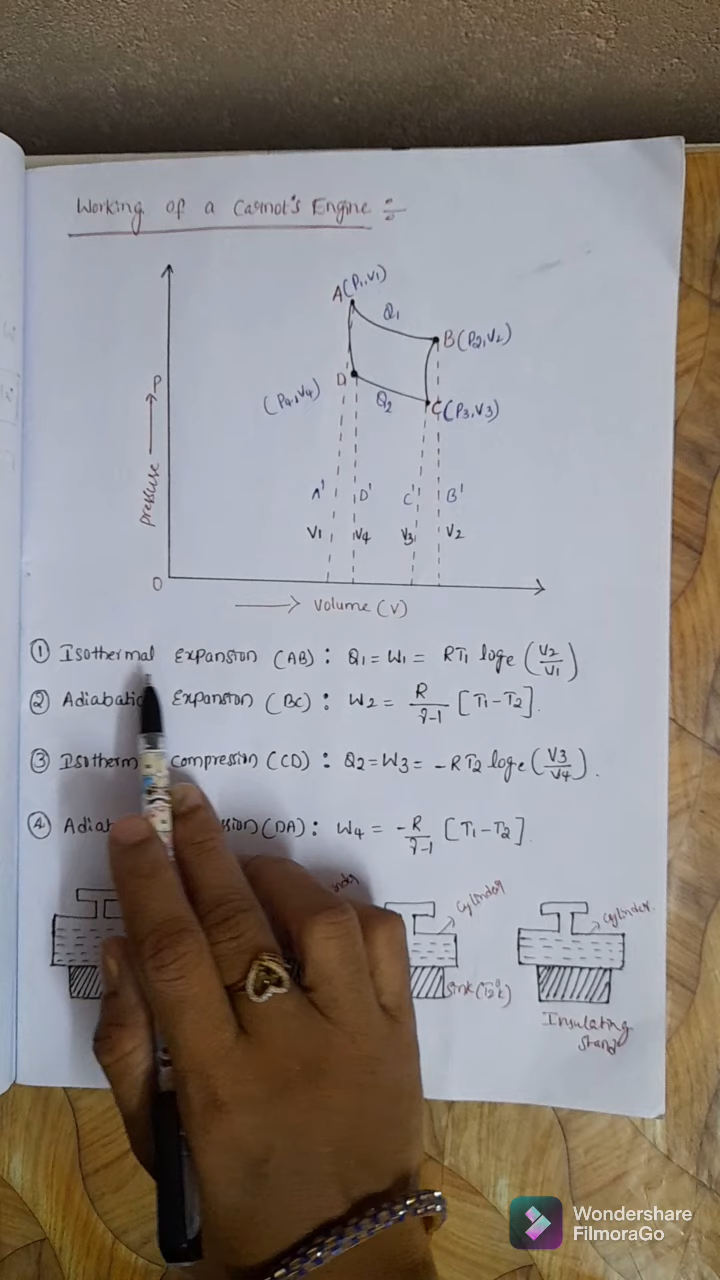 Working of a Carnot's Engine :-
A(P1,V1)
Q1
B(P2,V2)
P
D
(P4,V4)
Q2
C(P3,V3)
pressure
A' D' C' B'
V1 V4 V3 V2
O
Volume (V)
① Isothermal Expansion (AB) : Q1 = W1 = RT1 loge (V2/V1)
② Adiabatic Expansion (BC) : W2 = R/γ-1 [T1-T2].
③ Isotherm compression (CD) : Q2 = W3 = -RT2 loge (V3/V4).
④ Adiab ssion (DA) : W4 = -R/γ-1 [T1-T2].
cylinder cylinder.
sink (T2°k)
Insulating
stand
Wondershare
FilmoraGo